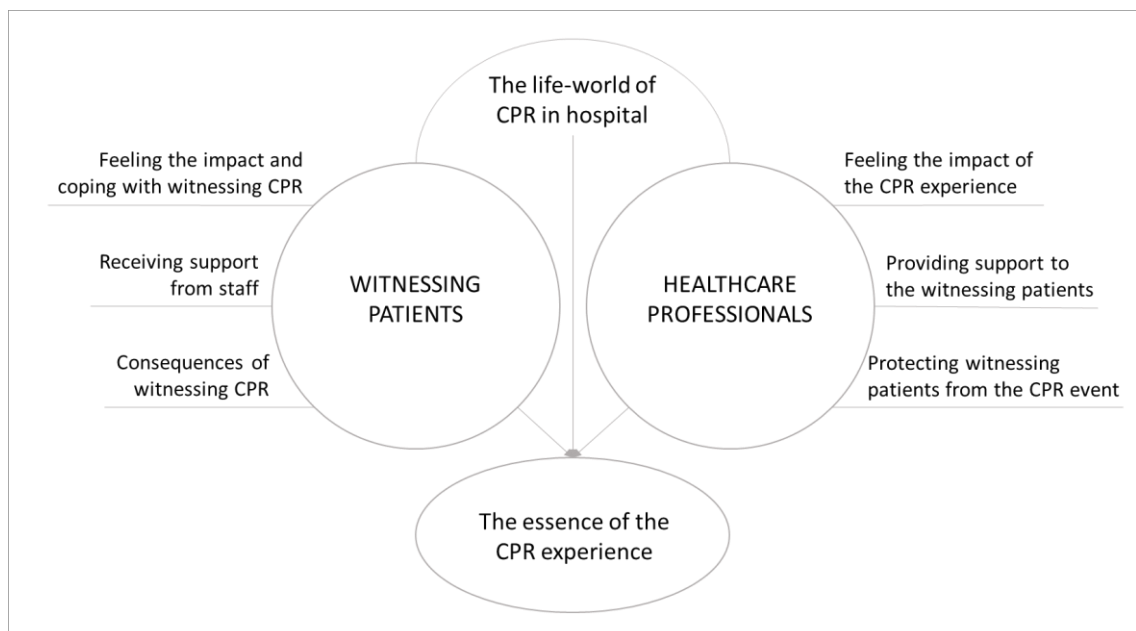 The life-world of
CPR in hospital
Feeling the impact and
coping with witnessing CPR
Receiving support
from staff
Consequences of
witnessing CPR
WITNESSING
PATIENTS
HEALTHCARE
PROFESSIONALS
Feeling the impact of
the CPR experience
Providing support to
the witnessing patients
Protecting witnessing
patients from the CPR event
The essence of the
CPR experience